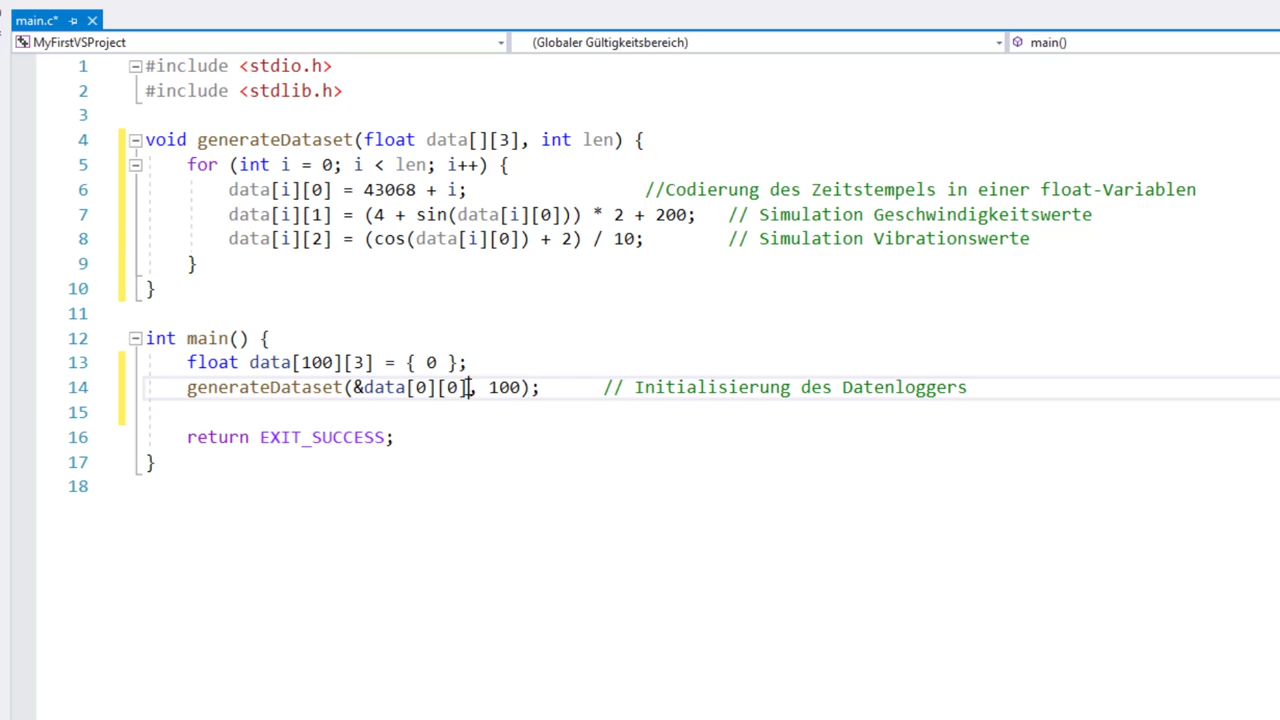 main.c*
MyFirstVSProject (Globaler Gültigkeitsbereich) main()
1 #include <stdio.h>
2 #include <stdlib.h>
3
4 void generateDataset(float data[][3], int len) {
5 for (int i = 0; i < len; i++) {
6 data[i][0] = 43068 + i; //Codierung des Zeitstempels in einer float-Variablen
7 data[i][1] = (4 + sin(data[i][0])) * 2 + 200; // Simulation Geschwindigkeitswerte
8 data[i][2] = (cos(data[i][0]) + 2) / 10; // Simulation Vibrationswerte
9 }
10 }
11
12 int main() {
13 float data[100][3] = { 0 };
14 generateDataset(&data[0][0], 100); // Initialisierung des Datenloggers
15
16 return EXIT_SUCCESS;
17 }
18